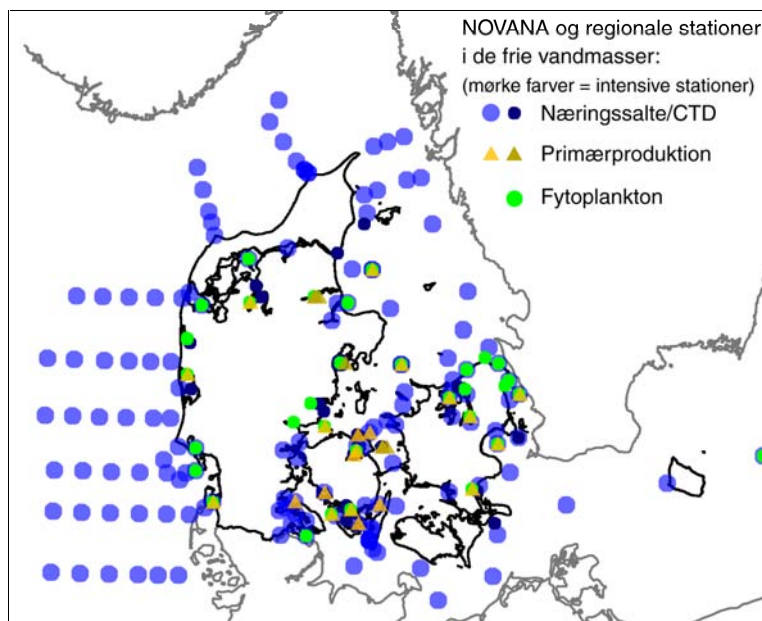 NOVANA og regionale stationer
i de frie vandmasser:
(mørke farver = intensive stationer)
Næringssalte/CTD
Primærproduktion
Fytoplankton